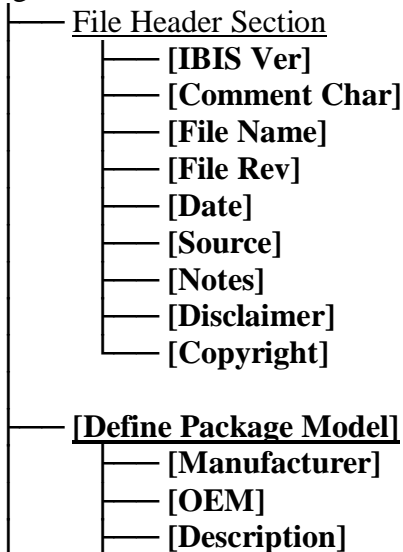 File Header Section
[IBIS Ver]
[Comment Char]
[File Name]
[File Rev]
[Date]
[Source]
[Notes]
[Disclaimer]
[Copyright]
[Define Package Model]
[Manufacturer]
[OEM]
[Description]